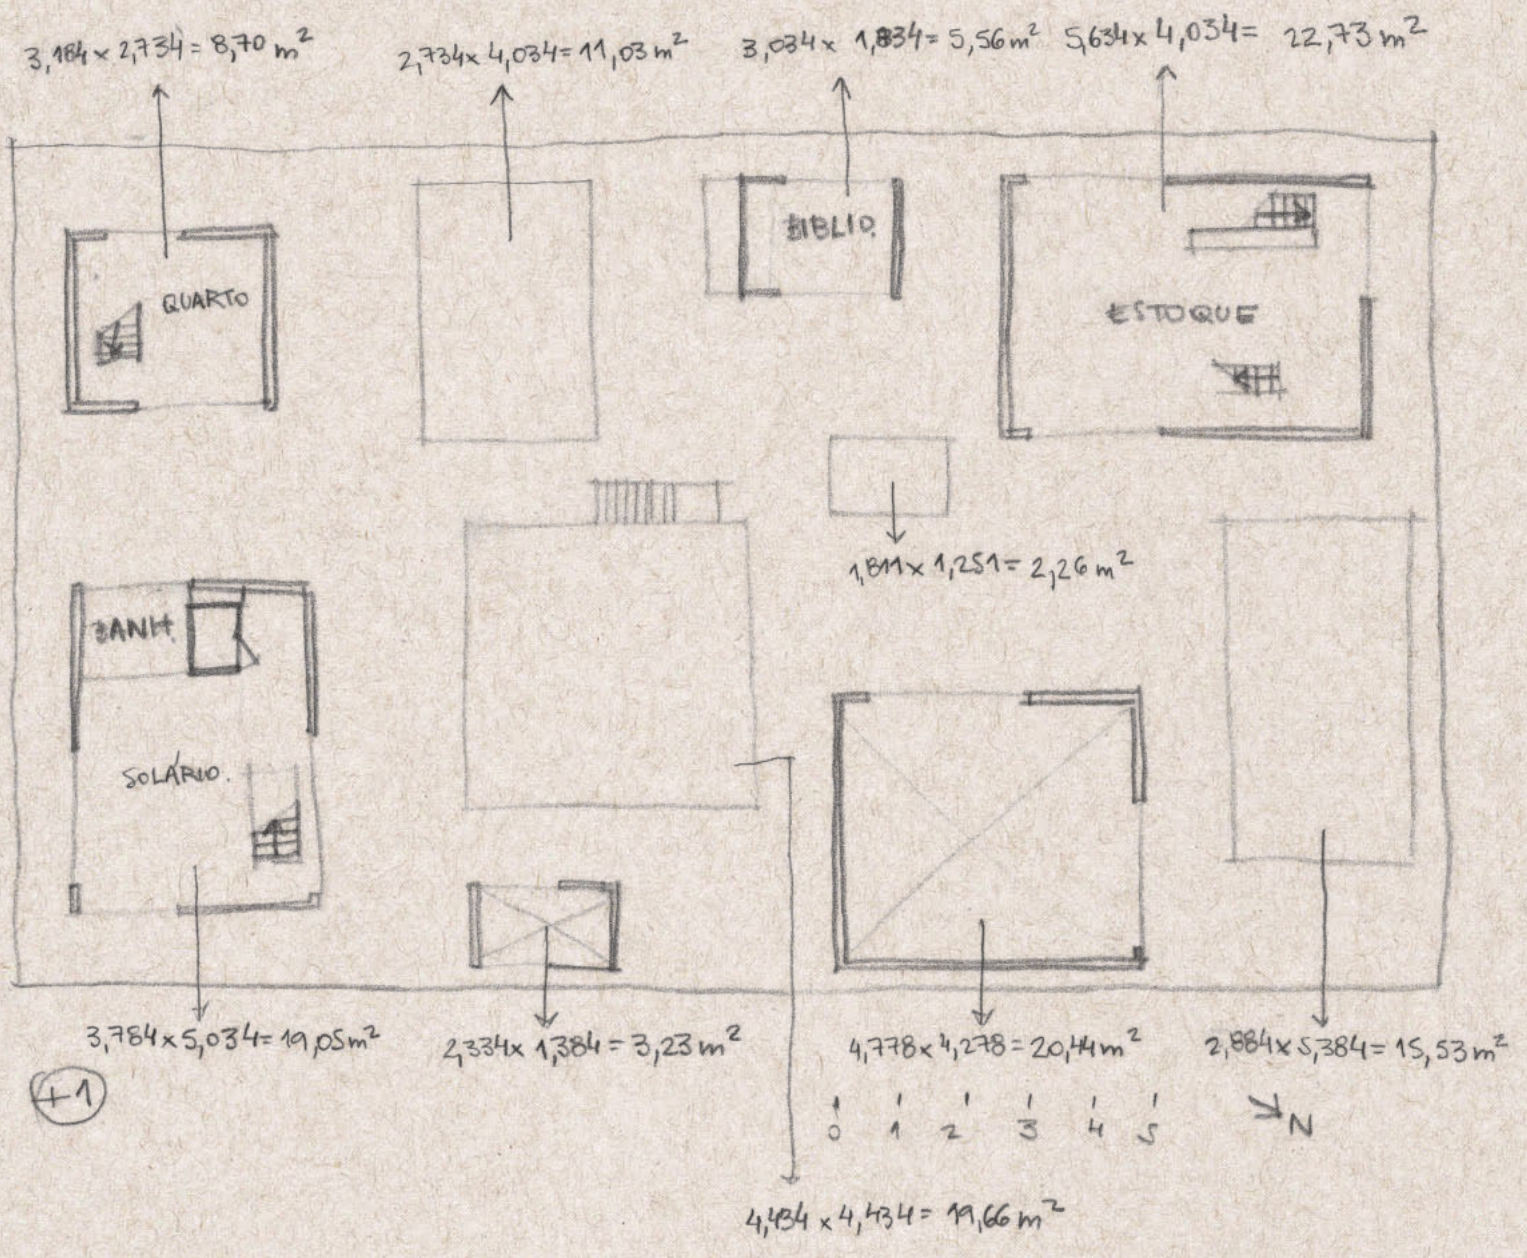 3,184 x 2,734 = 8,70 m²
2,734 x 4,034 = 11,03 m²
3,034 x 1,834 = 5,56 m²
5,634 x 4,034 = 22,73 m²
QUARTO
BIBLIO.
ESTOQUE
1,811 x 1,251 = 2,26 m²
BANH.
SOLÁRIO.
3,784 x 5,034 = 19,05 m²
2,334 x 1,384 = 3,23 m²
4,778 x 4,278 = 20,44 m²
2,884 x 5,384 = 15,53 m²
+1
0 1 2 3 4 5
N
4,434 x 4,434 = 19,66 m²